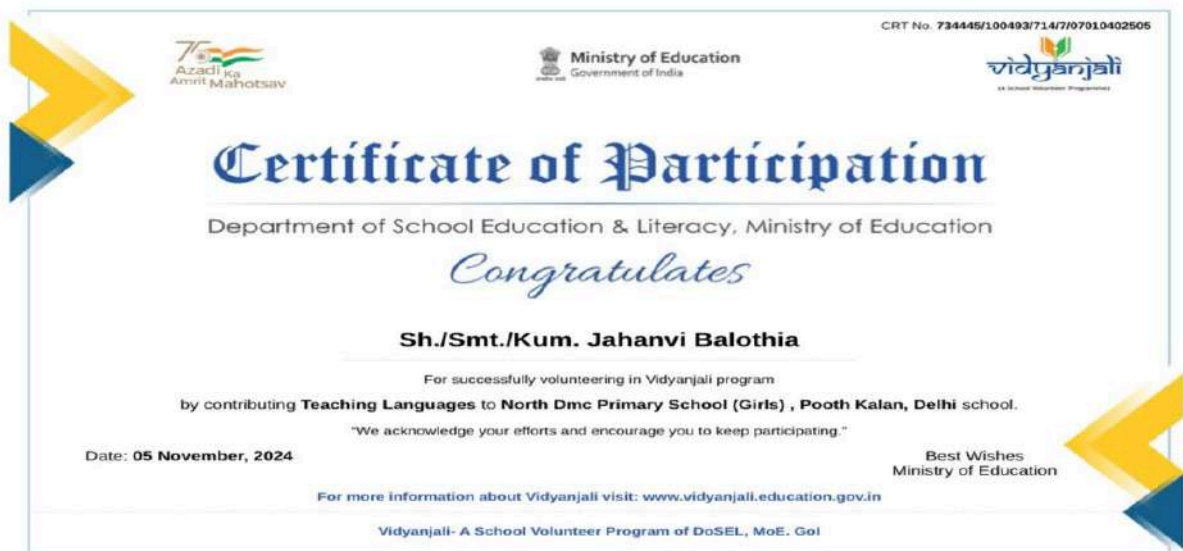 CRT No. 734445/100493/714/7/07010402505
Azadi Ka
Amrit Mahotsav
Ministry of Education
Government of India
vidyanjali
(A School Volunteer Programme)
Certificate of Participation
Department of School Education & Literacy, Ministry of Education
Congratulates
Sh./Smt./Kum. Jahanvi Balothia
For successfully volunteering in Vidyanjali program
by contributing Teaching Languages to North Dmc Primary School (Girls) , Pooth Kalan, Delhi school.
"We acknowledge your efforts and encourage you to keep participating."
Date: 05 November, 2024
Best Wishes
Ministry of Education
For more information about Vidyanjali visit: www.vidyanjali.education.gov.in
Vidyanjali- A School Volunteer Program of DoSEL, MoE. GoI